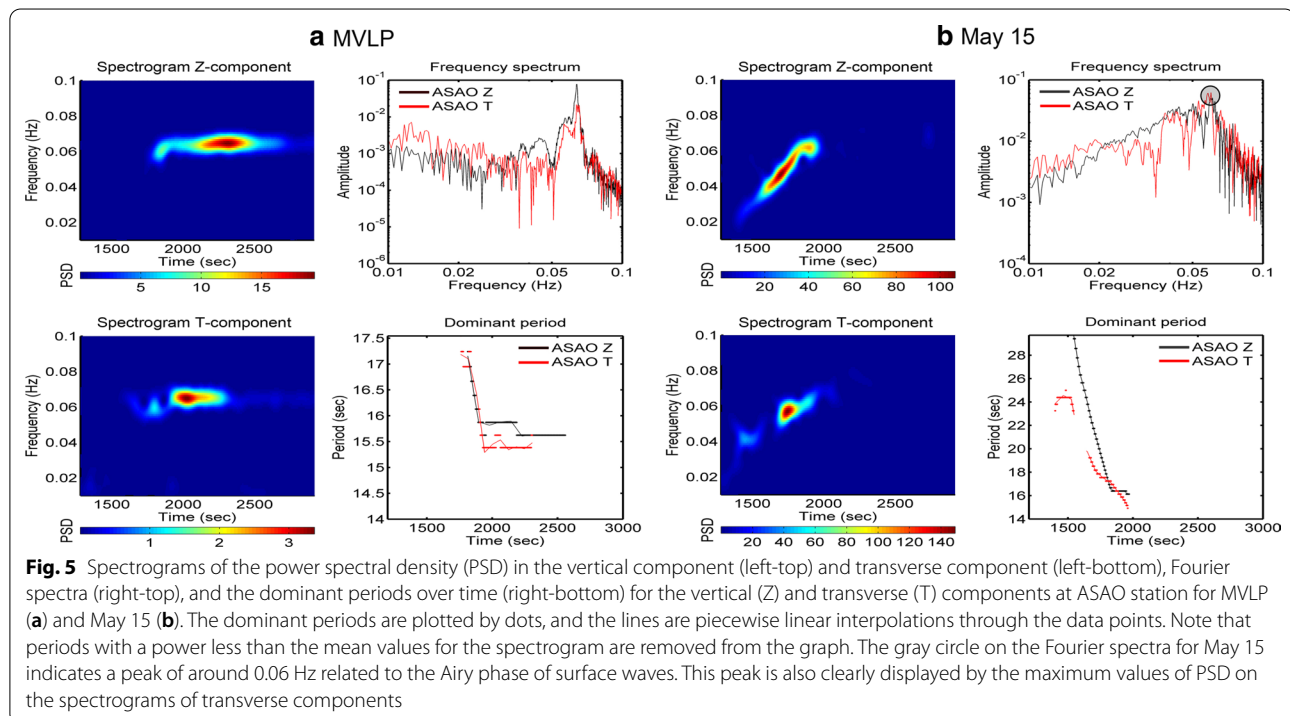 a MVLP
b May 15
Spectrogram Z-component
Frequency (Hz)
0.1
0.08
0.06
0.04
0.02
1500 2000 2500
Time (sec)
PSD
5 10 15
Frequency spectrum
ASAO Z
ASAO T
Amplitude
10⁻¹
10⁻²
10⁻³
10⁻⁴
10⁻⁵
10⁻⁶
0.01 0.02 0.05 0.1
Frequency (Hz)
Spectrogram Z-component
Frequency (Hz)
0.1
0.08
0.06
0.04
0.02
1500 2000 2500
Time (sec)
PSD
20 40 60 80 100
Frequency spectrum
ASAO Z
ASAO T
Amplitude
10⁻¹
10⁻²
10⁻³
10⁻⁴
0.01 0.02 0.05 0.1
Frequency (Hz)
Spectrogram T-component
Frequency (Hz)
0.1
0.08
0.06
0.04
0.02
1500 2000 2500
Time (sec)
PSD
1 2 3
Dominant period
ASAO Z
ASAO T
Period (sec)
17.5
17
16.5
16
15.5
15
14.5
14
1500 2000 2500 3000
Time (sec)
Spectrogram T-component
Frequency (Hz)
0.1
0.08
0.06
0.04
0.02
1500 2000 2500
Time (sec)
PSD
20 40 60 80 100 120 140
Dominant period
ASAO Z
ASAO T
Period (sec)
28
26
24
22
20
18
16
14
1500 2000 2500 3000
Time (sec)
Fig. 5 Spectrograms of the power spectral density (PSD) in the vertical component (left-top) and transverse component (left-bottom), Fourier
spectra (right-top), and the dominant periods over time (right-bottom) for the vertical (Z) and transverse (T) components at ASAO station for MVLP
(a) and May 15 (b). The dominant periods are plotted by dots, and the lines are piecewise linear interpolations through the data points. Note that
periods with a power less than the mean values for the spectrogram are removed from the graph. The gray circle on the Fourier spectra for May 15
indicates a peak of around 0.06 Hz related to the Airy phase of surface waves. This peak is also clearly displayed by the maximum values of PSD on
the spectrograms of transverse components